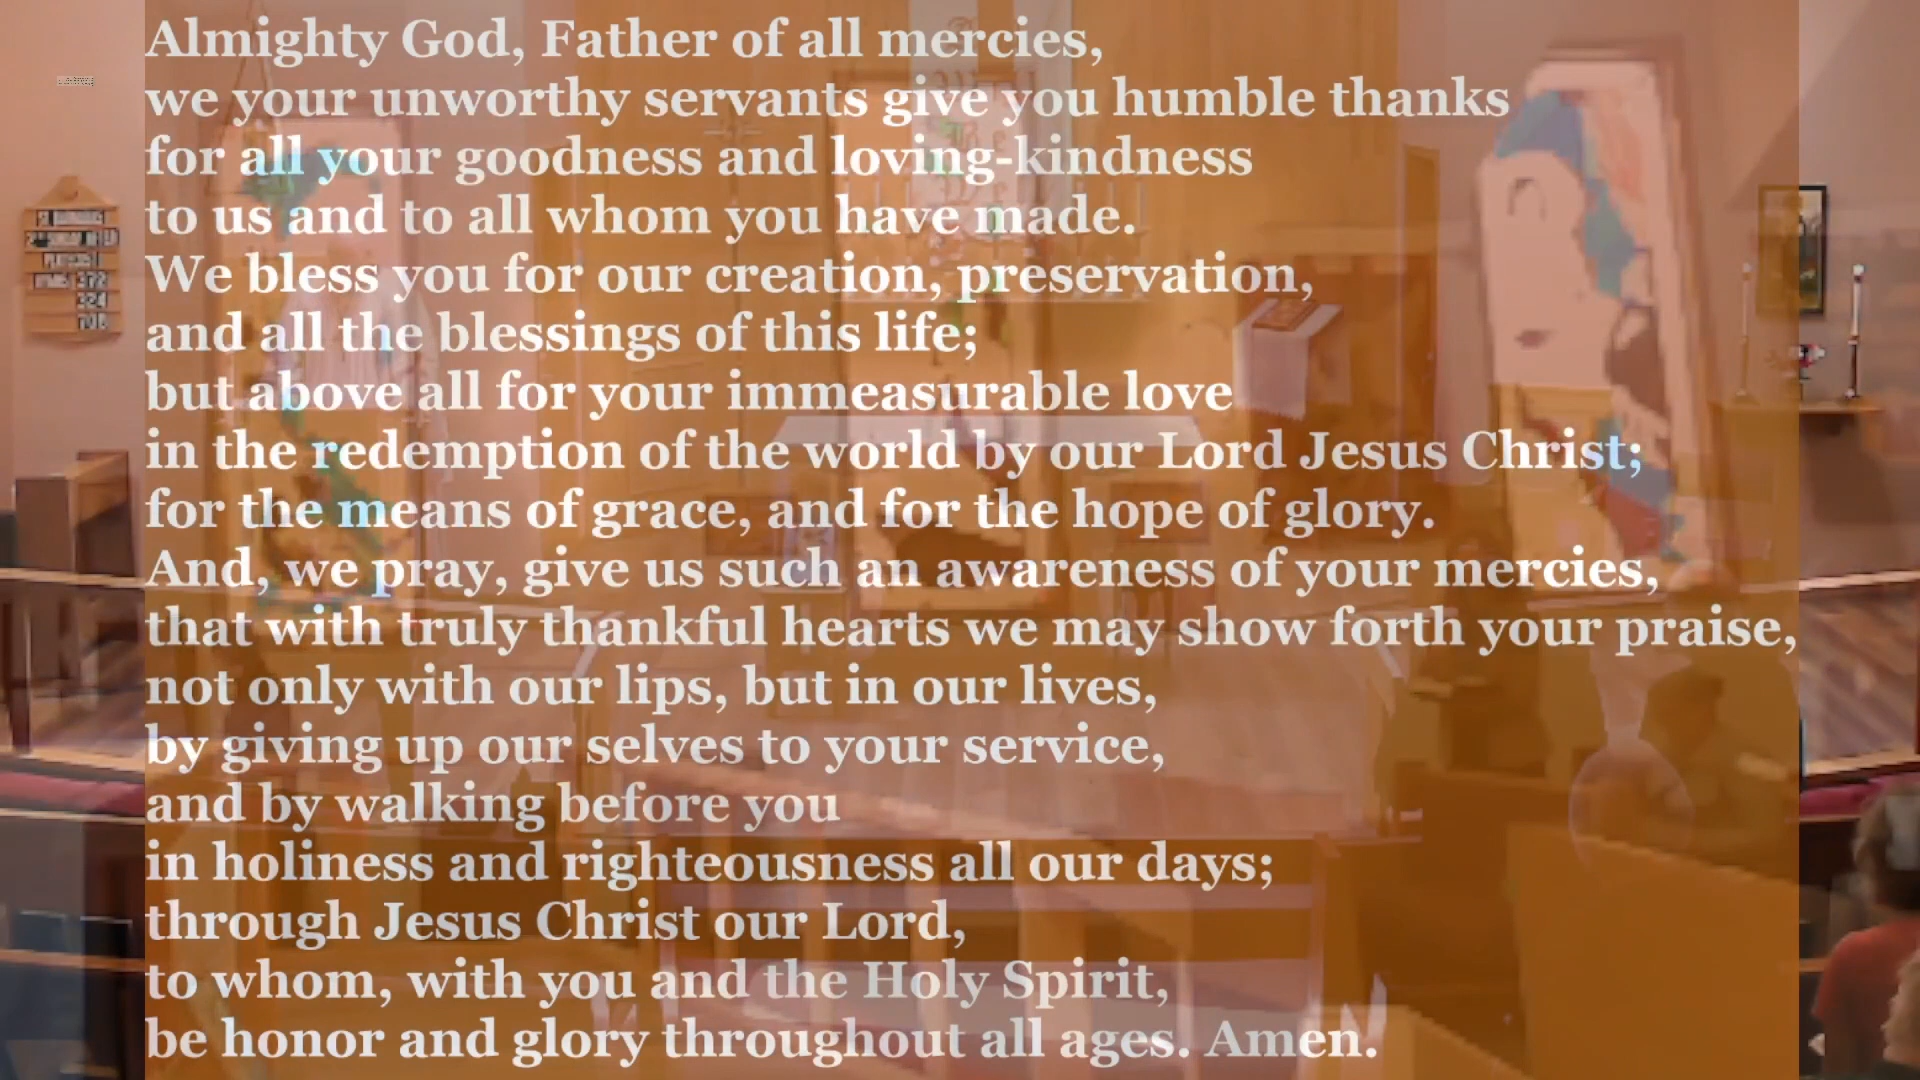 Almighty God, Father of all mercies,
we your unworthy servants give you humble thanks
for all your goodness and loving-kindness
to us and to all whom you have made.
We bless you for our creation, preservation,
and all the blessings of this life;
but above all for your immeasurable love
in the redemption of the world by our Lord Jesus Christ;
for the means of grace, and for the hope of glory.
And, we pray, give us such an awareness of your mercies,
that with truly thankful hearts we may show forth your praise,
not only with our lips, but in our lives,
by giving up our selves to your service,
and by walking before you
in holiness and righteousness all our days;
through Jesus Christ our Lord,
to whom, with you and the Holy Spirit,
be honor and glory throughout all ages. Amen.
324